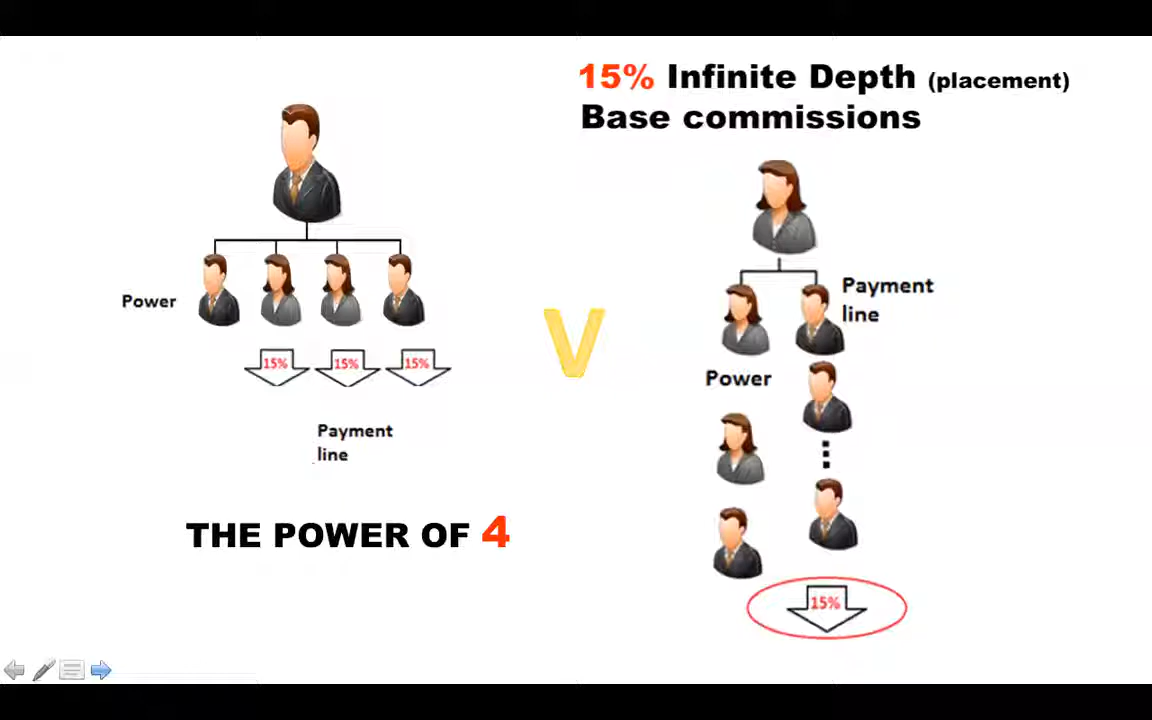 15% Infinite Depth (placement)
Base commissions
Power
15% 15% 15%
Payment
line
THE POWER OF 4
V
Payment
line
Power
15%